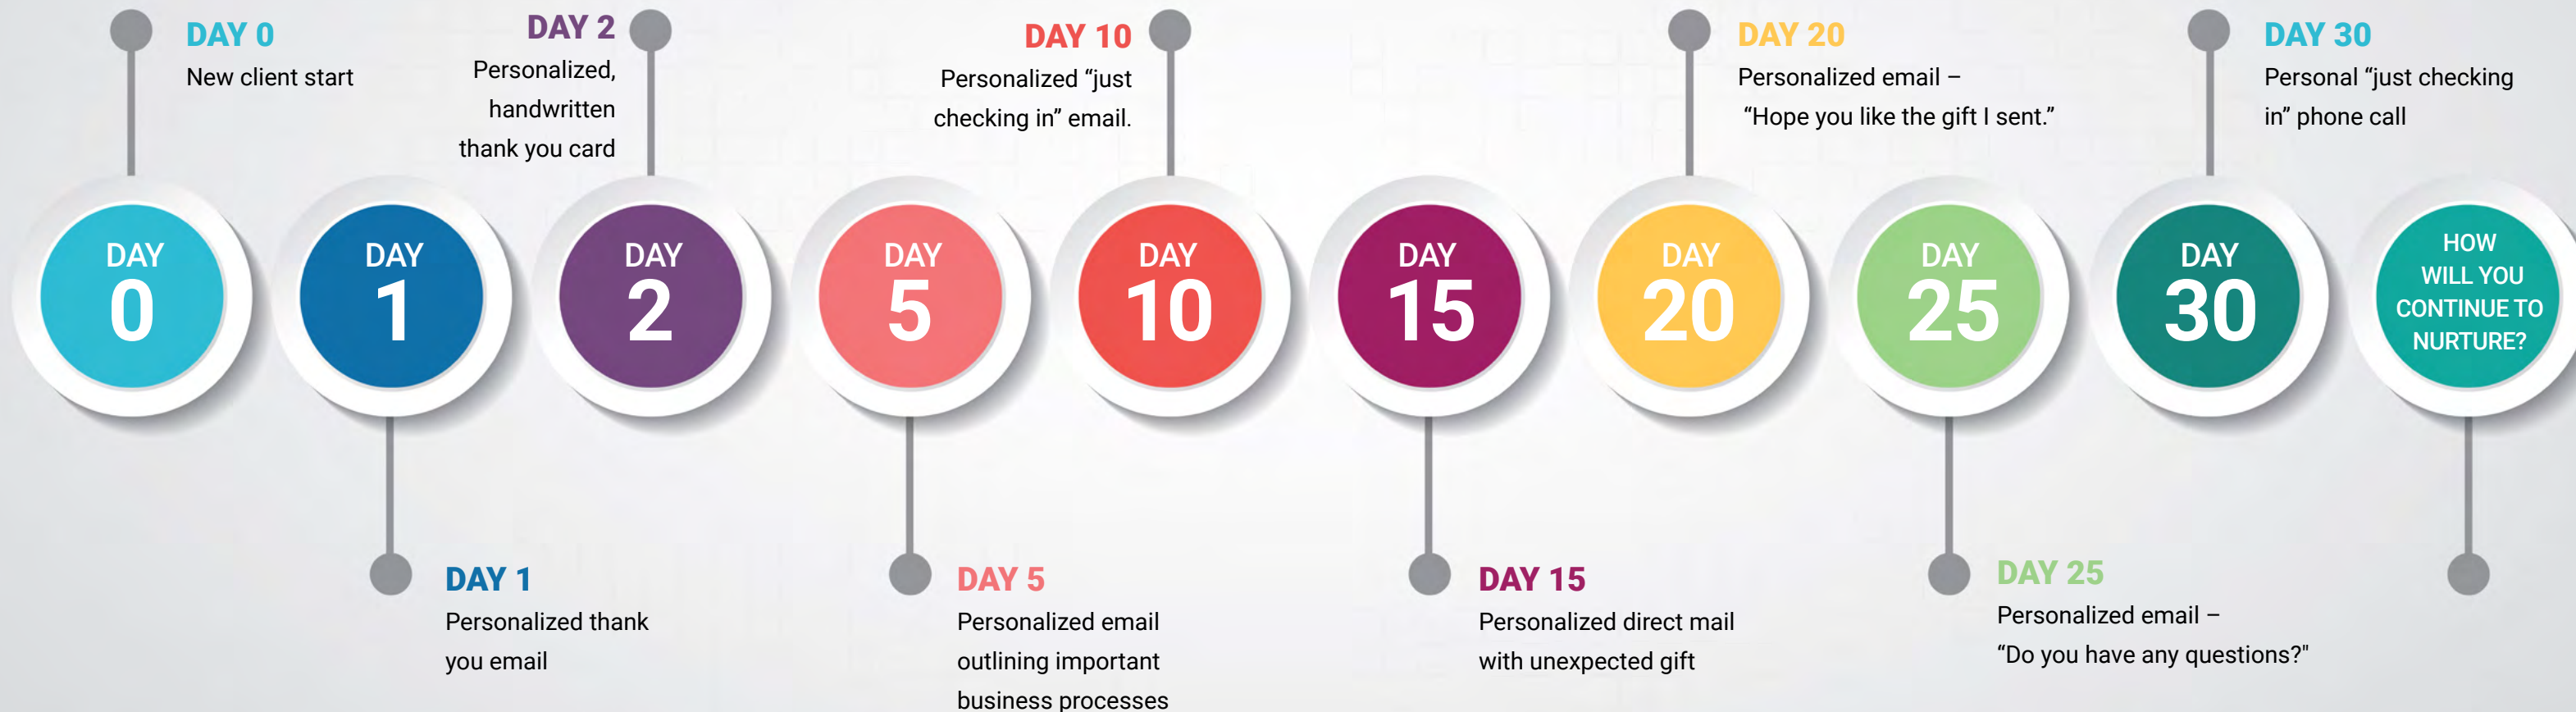 DAY 0
New client start
DAY 2
Personalized,
handwritten
thank you card
DAY 10
Personalized “just
checking in” email.
DAY 20
Personalized email –
“Hope you like the gift I sent.”
DAY 30
Personal “just checking
in” phone call
DAY
0
DAY
1
DAY
2
DAY
5
DAY
10
DAY
15
DAY
20
DAY
25
DAY
30
HOW
WILL YOU
CONTINUE TO
NURTURE?
DAY 1
Personalized thank
you email
DAY 5
Personalized email
outlining important
business processes
DAY 15
Personalized direct mail
with unexpected gift
DAY 25
Personalized email –
“Do you have any questions?"